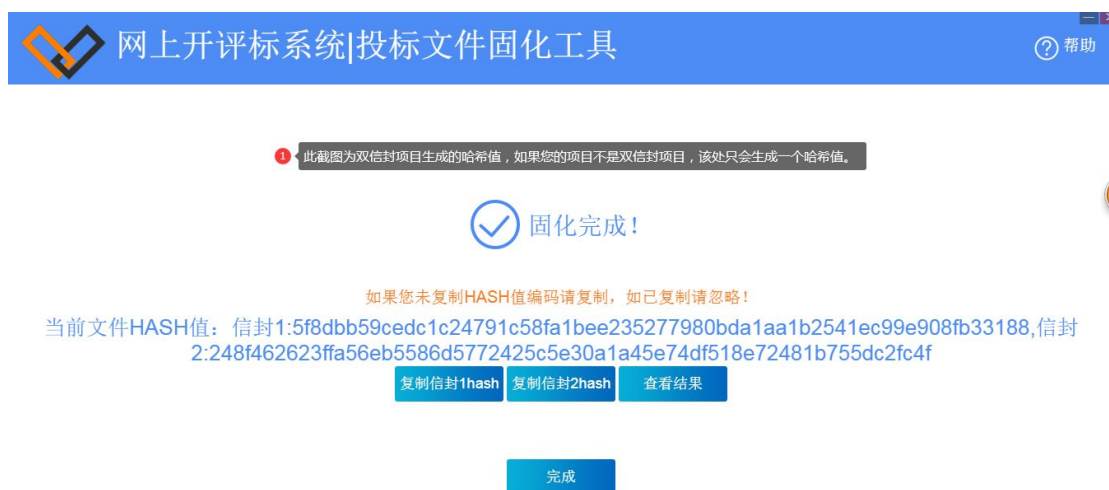 网上开评标系统|投标文件固化工具
帮助
1
此截图为双信封项目生成的哈希值，如果您的项目不是双信封项目，该处只会生成一个哈希值。
固化完成！
如果您未复制HASH值编码请复制，如已复制请忽略！
当前文件HASH值：信封1:5f8dbb59cedc1c24791c58fa1bee235277980bda1aa1b2541ec99e908fb33188,信封
2:248f462623ffa56eb5586d5772425c5e30a1a45e74df518e72481b755dc2fc4f
复制信封1hash 复制信封2hash 查看结果
完成